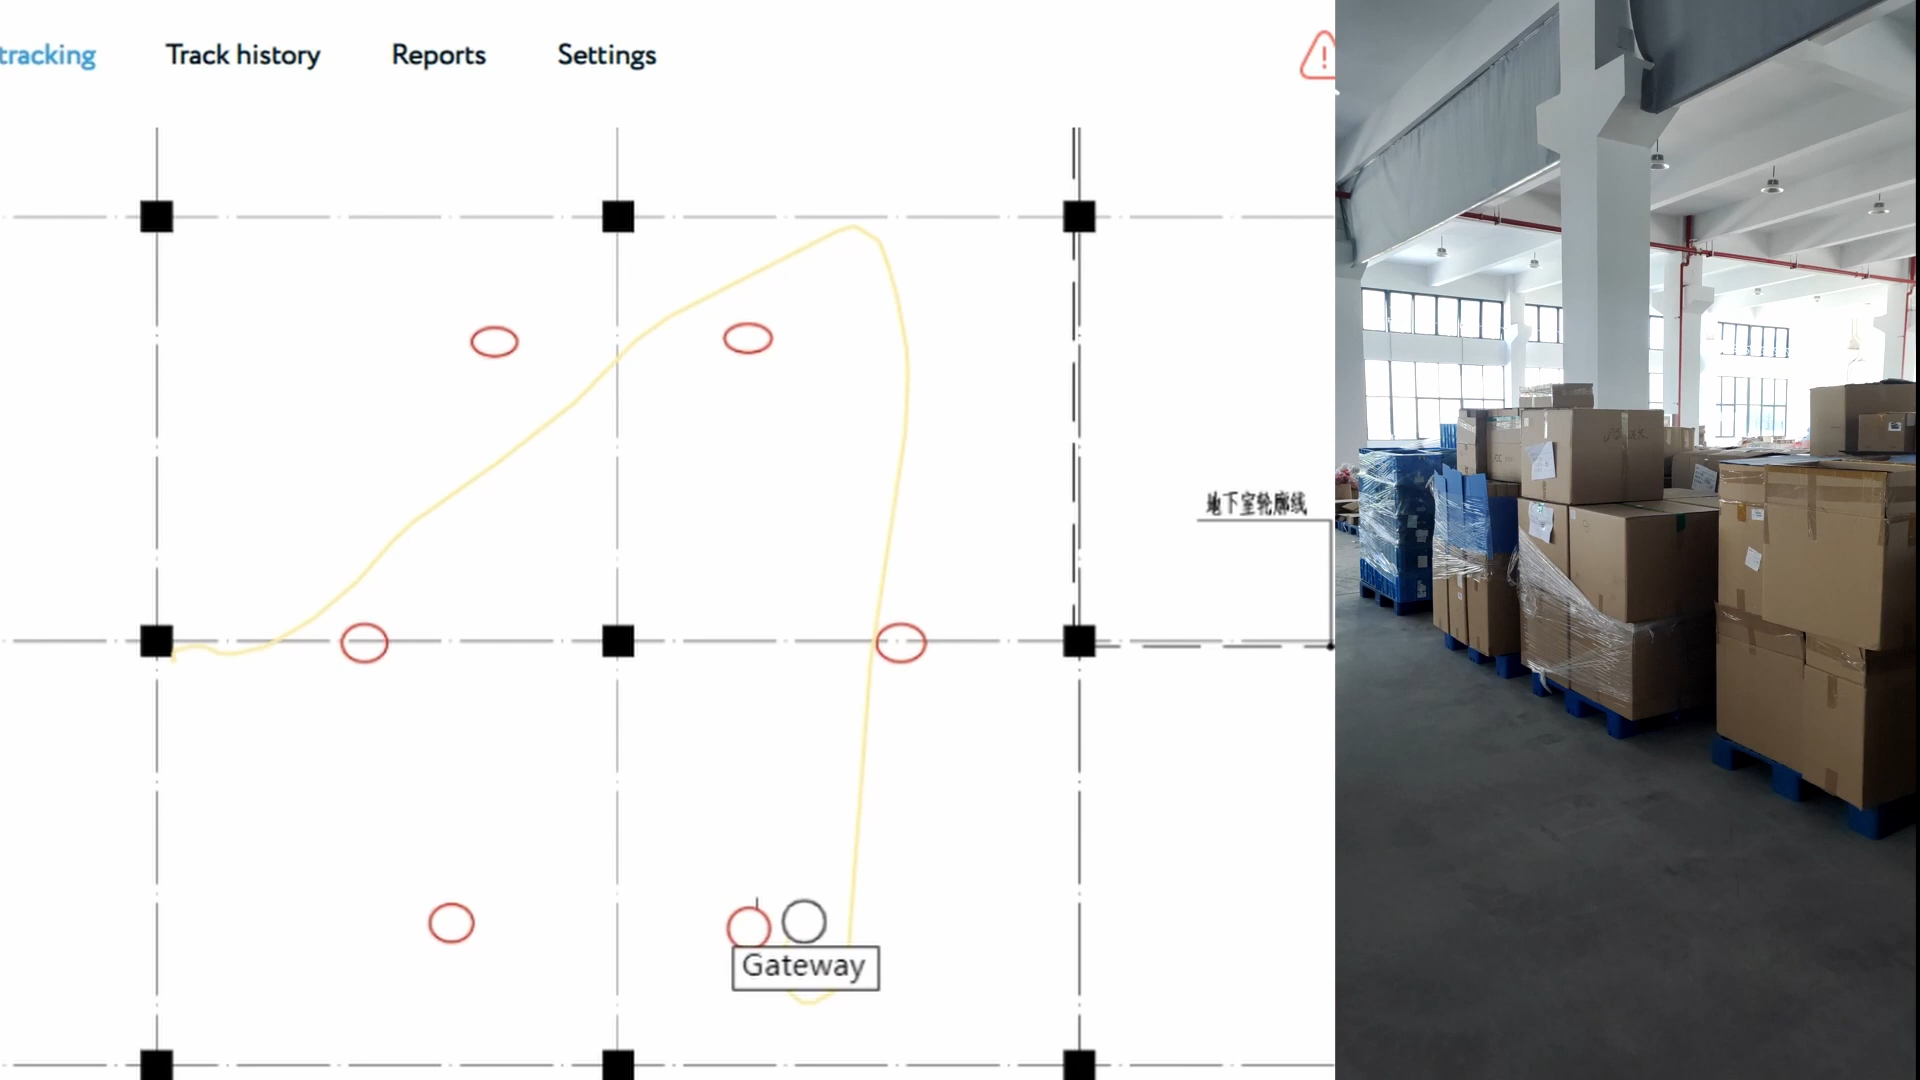 tracking
Track history
Reports
Settings
地下室轮廓线
Gateway